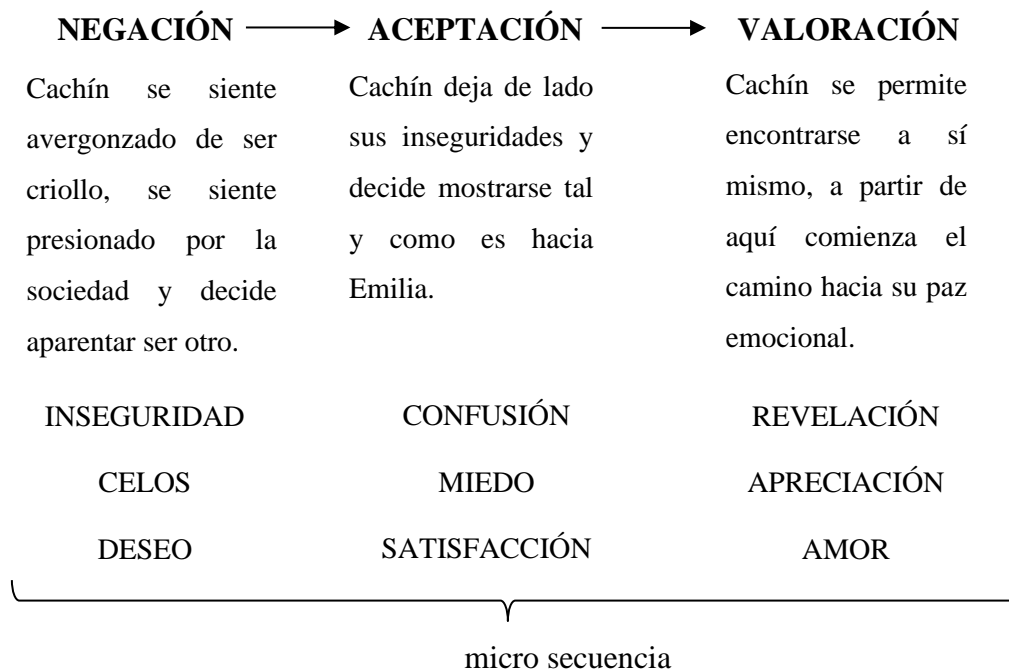 NEGACIÓN
ACEPTACIÓN
VALORACIÓN
Cachín se siente
avergonzado de ser
criollo, se siente
presionado por la
sociedad y decide
aparentar ser otro.
Cachín deja de lado
sus inseguridades y
decide mostrarse tal
y como es hacia
Emilia.
Cachín se permite
encontrarse a sí
mismo, a partir de
aquí comienza el
camino hacia su paz
emocional.
INSEGURIDAD
CELOS
DESEO
CONFUSIÓN
MIEDO
SATISFACCIÓN
REVELACIÓN
APRECIACIÓN
AMOR
micro secuencia